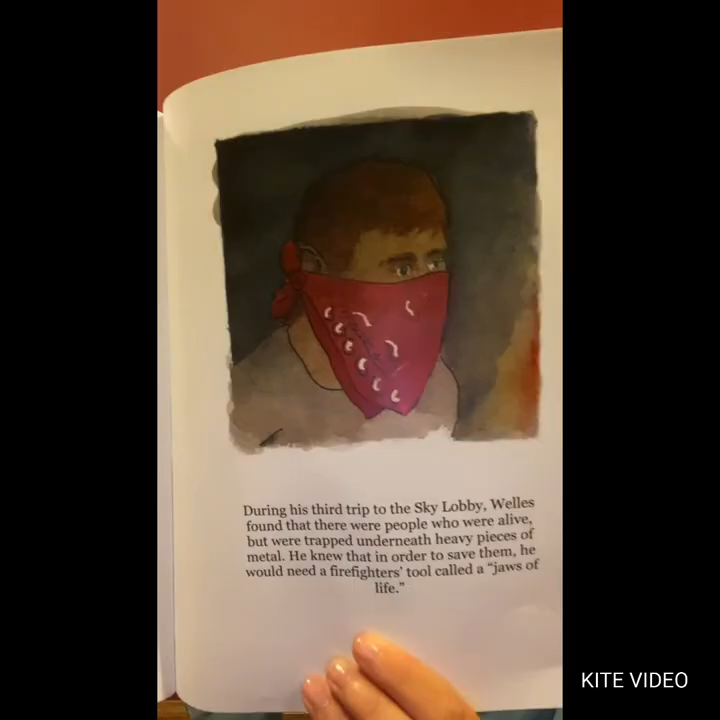 During his third trip to the Sky Lobby, Welles
found that there were people who were alive,
but were trapped underneath heavy pieces of
metal. He knew that in order to save them, he
would need a firefighters' tool called a “jaws of
life.”
KITE VIDEO